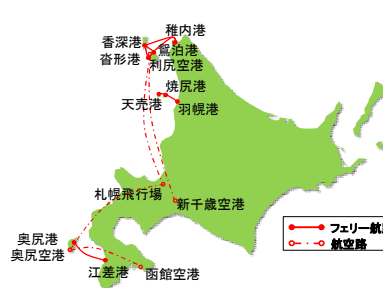 稚内港
香深港
鴛泊港
沓形港
利尻空港
焼尻港
天売港
羽幌港
札幌飛行場
新千歳空港
フェリー航
航空路
奥尻港
奥尻空港
江差港
函館空港